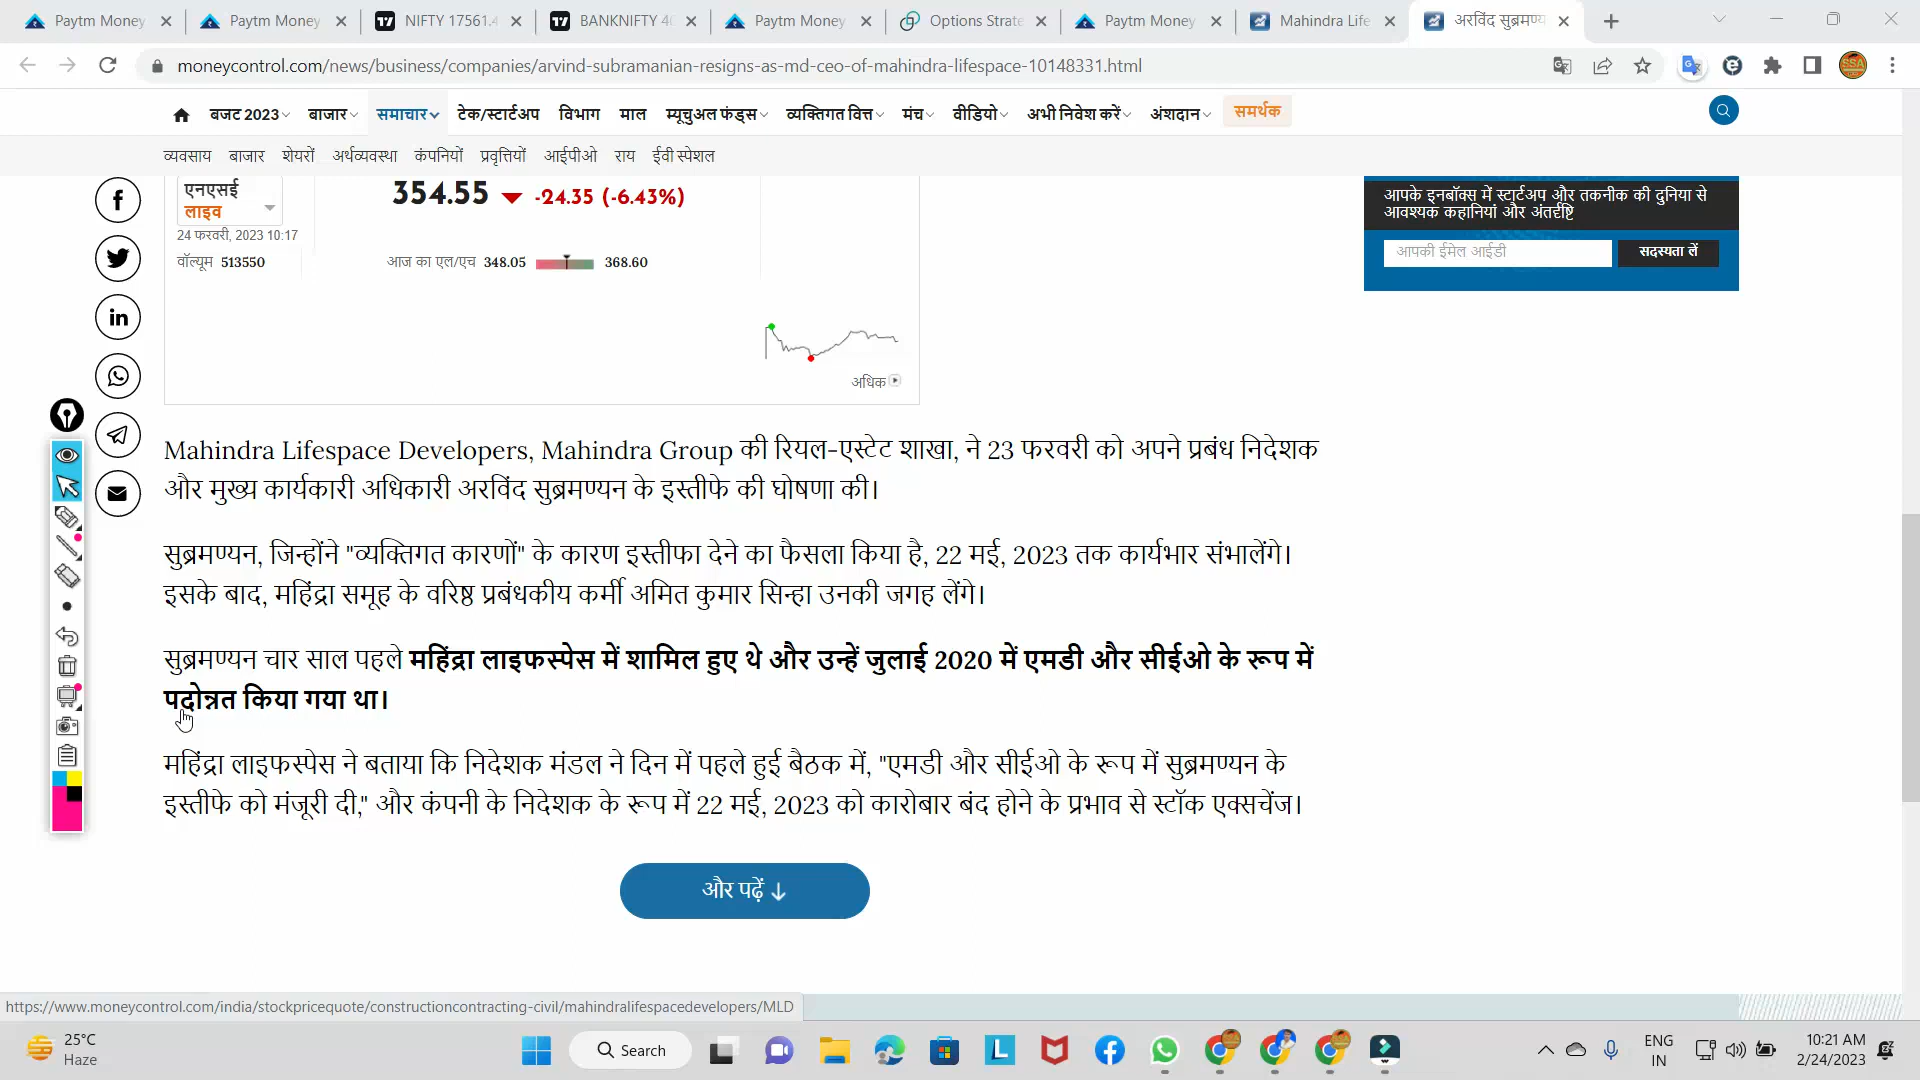 Paytm Money
Paytm Money
NIFTY 17561.4
BANKNIFTY 4
Paytm Money
Options Strate
Paytm Money
Mahindra Life
अरविंद सुब्रमण्य
moneycontrol.com/news/business/companies/arvind-subramanian-resigns-as-md-ceo-of-mahindra-lifespace-10148331.html
बजट 2023 बाजार समाचार टेक/स्टार्टअप विभाग माल म्यूचुअल फंड्स व्यक्तिगत वित्त मंच वीडियो अभी निवेश करें अंशदान समर्थक
व्यवसाय बाजार शेयरों अर्थव्यवस्था कंपनियों प्रवृत्तियों आईपीओ राय ईवी स्पेशल
एनएसई
लाइव
24 फरवरी, 2023 10:17
वॉल्यूम 513550
354.55 -24.35 (-6.43%)
आज का एल/एच 348.05 368.60
अधिक
आपके इनबॉक्स में स्टार्टअप और तकनीक की दुनिया से
आवश्यक कहानियां और अंतर्दृष्टि
आपकी ईमेल आईडी सदस्यता लें
Mahindra Lifespace Developers, Mahindra Group की रियल-एस्टेट शाखा, ने 23 फरवरी को अपने प्रबंध निदेशक
और मुख्य कार्यकारी अधिकारी अरविंद सुब्रमण्यन के इस्तीफे की घोषणा की।
सुब्रमण्यन, जिन्होंने "व्यक्तिगत कारणों" के कारण इस्तीफा देने का फैसला किया है, 22 मई, 2023 तक कार्यभार संभालेंगे।
इसके बाद, महिंद्रा समूह के वरिष्ठ प्रबंधकीय कर्मी अमित कुमार सिन्हा उनकी जगह लेंगे।
सुब्रमण्यन चार साल पहले महिंद्रा लाइफस्पेस में शामिल हुए थे और उन्हें जुलाई 2020 में एमडी और सीईओ के रूप में
पदोन्नत किया गया था।
महिंद्रा लाइफस्पेस ने बताया कि निदेशक मंडल ने दिन में पहले हुई बैठक में, "एमडी और सीईओ के रूप में सुब्रमण्यन के
इस्तीफे को मंजूरी दी," और कंपनी के निदेशक के रूप में 22 मई, 2023 को कारोबार बंद होने के प्रभाव से स्टॉक एक्सचेंज।
और पढ़ें ↓
https://www.moneycontrol.com/india/stockpricequote/constructioncontracting-civil/mahindralifespacedevelopers/MLD
25°C
Haze
Search
ENG
IN
10:21 AM
2/24/2023